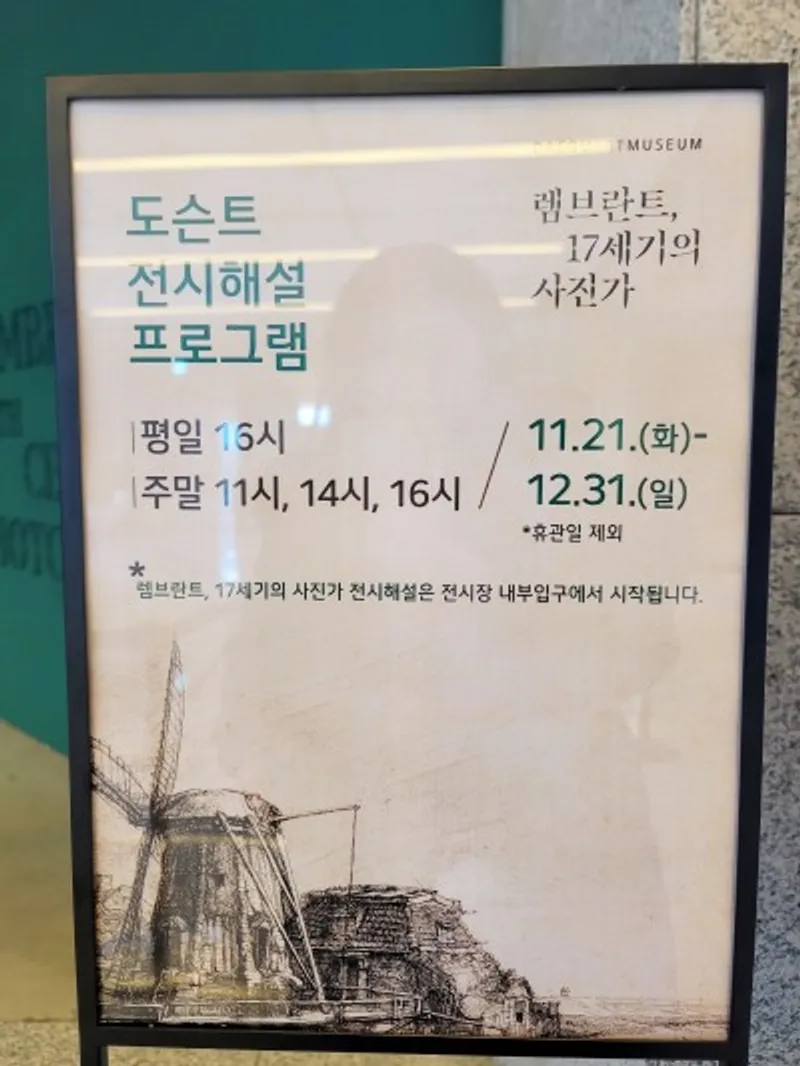 TMUSEUM
도슨트
전시해설
프로그램
렘브란트,
17세기의
사진가
평일 16시
주말 11시, 14시, 16시
11.21.(화)-
12.31.(일)
*휴관일 제외
*
렘브란트, 17세기의 사진가 전시해설은 전시장 내부입구에서 시작됩니다.